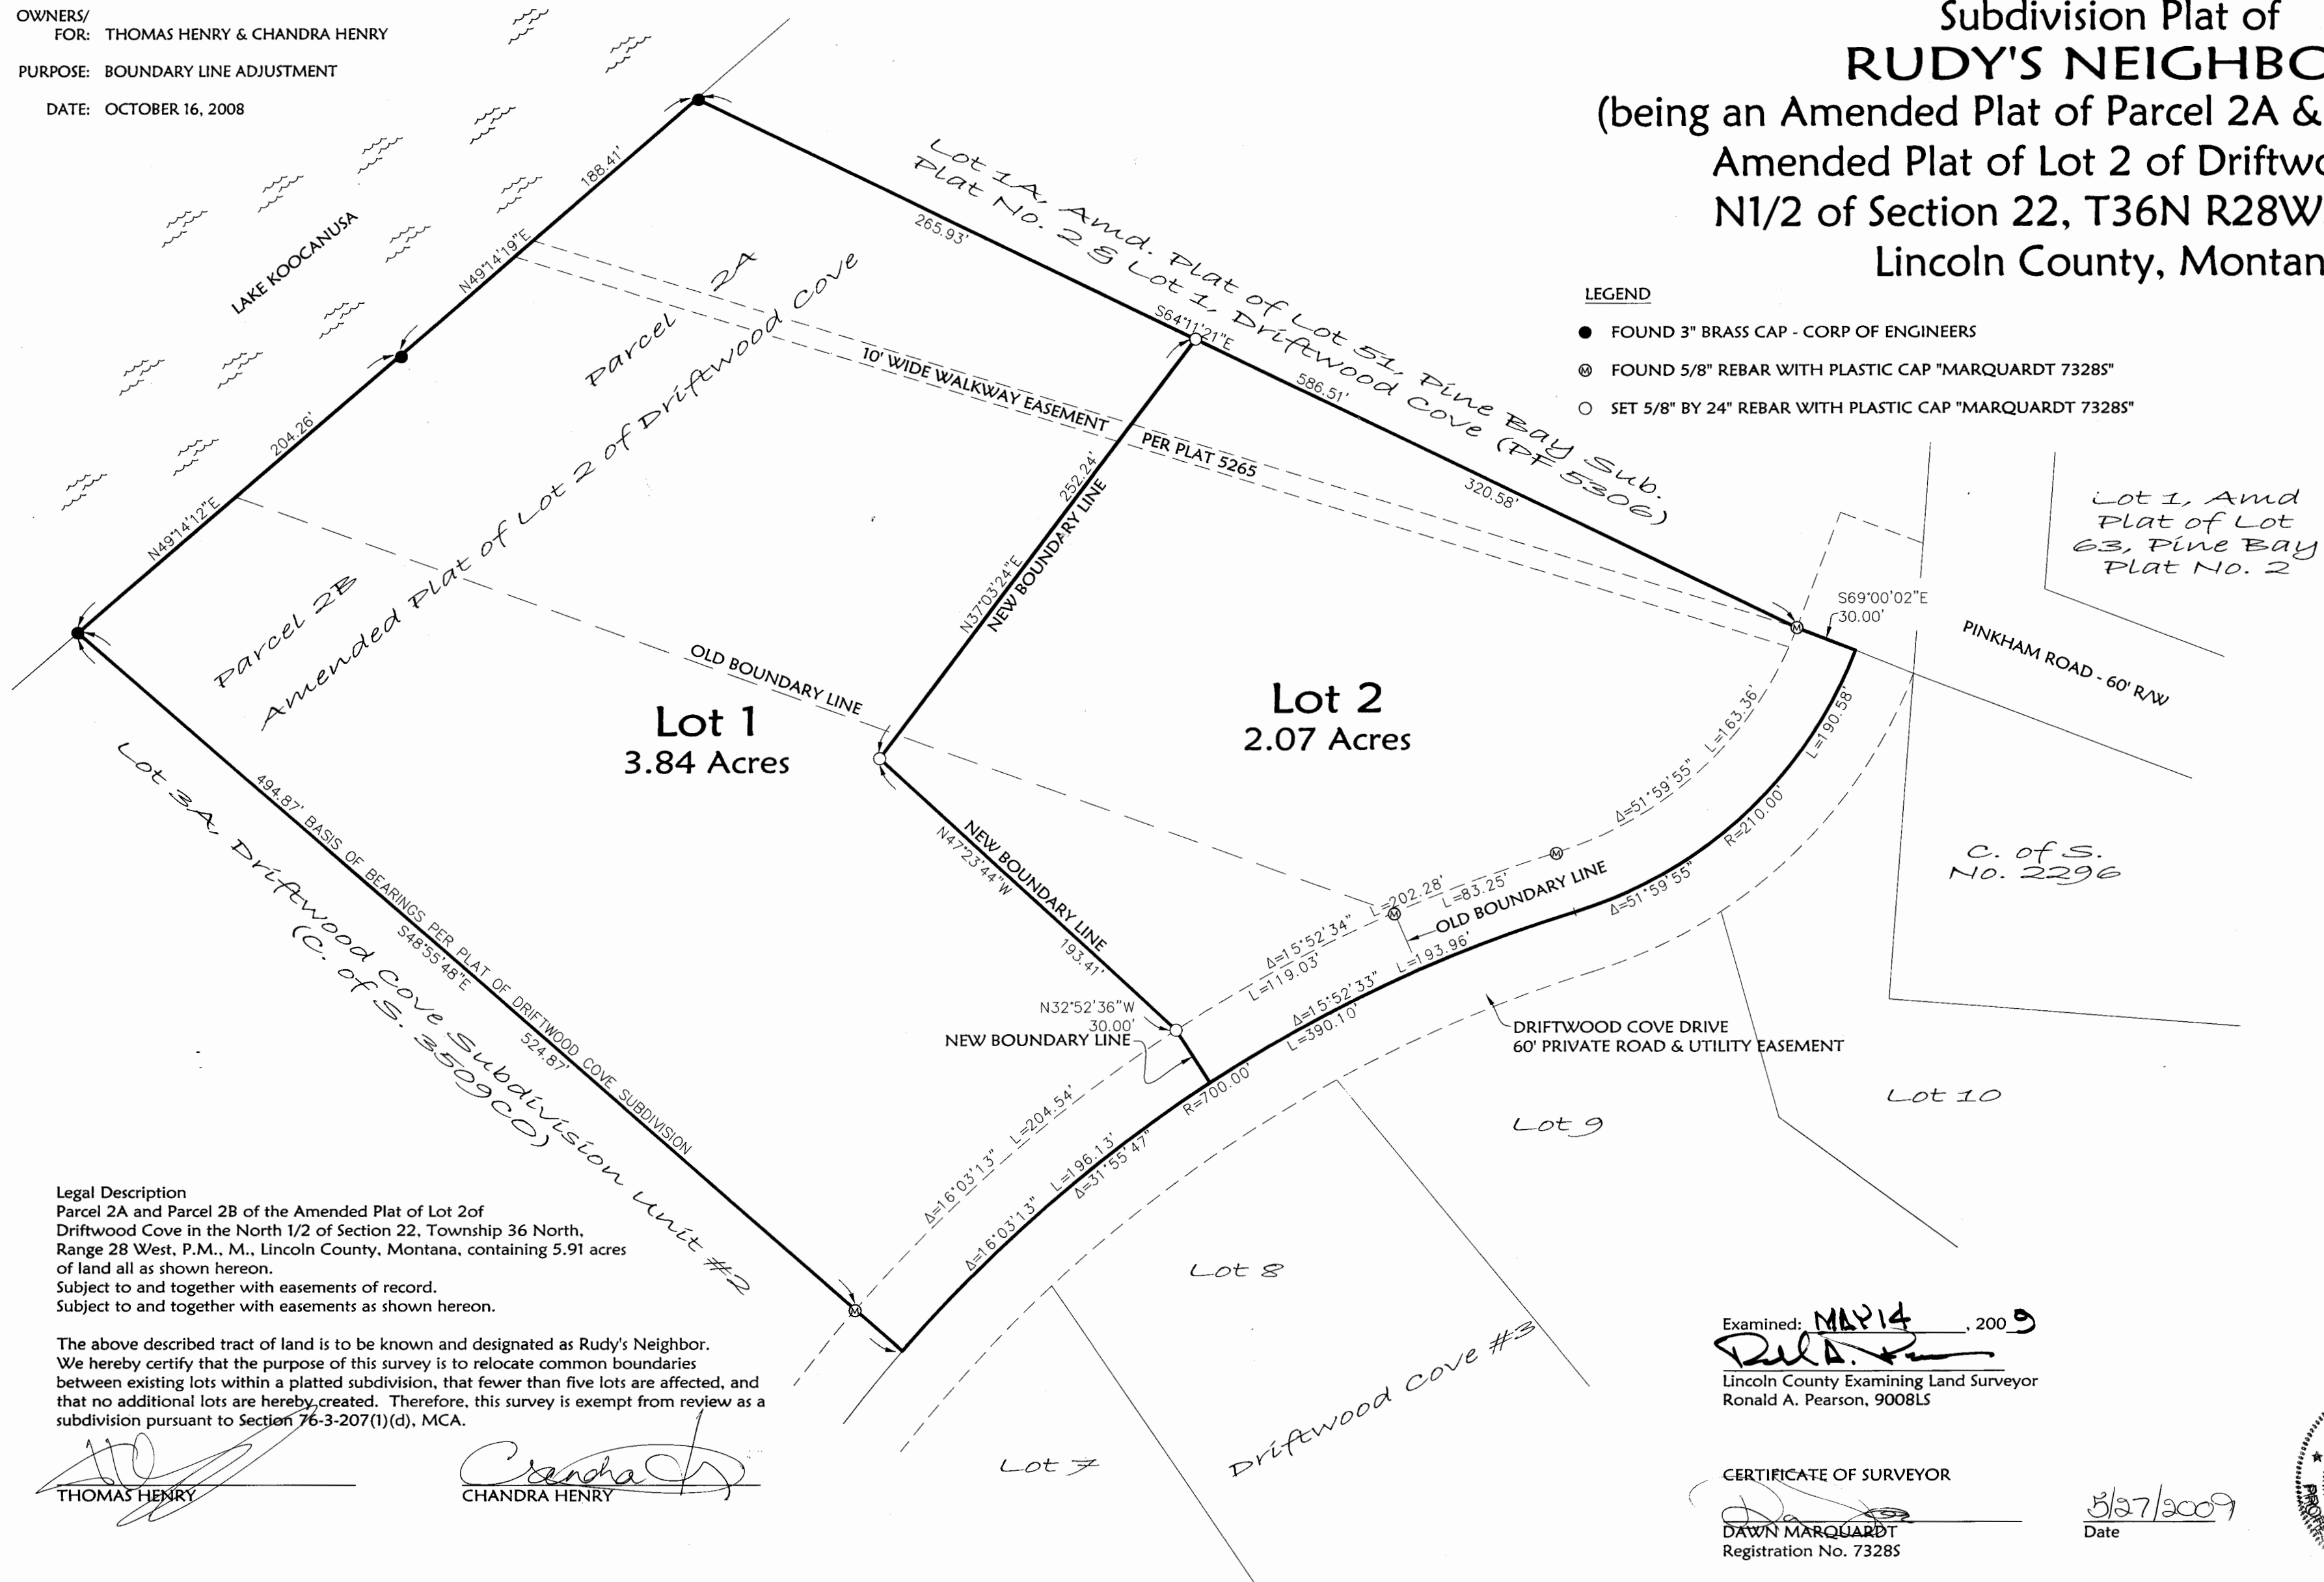 OWNERS/
FOR: THOMAS HENRY & CHANDRA HENRY
PURPOSE: BOUNDARY LINE ADJUSTMENT
DATE: OCTOBER 16, 2008
Subdivision Plat of
RUDY'S NEIGHBO
(being an Amended Plat of Parcel 2A &
Amended Plat of Lot 2 of Driftwo
N1/2 of Section 22, T36N R28W
Lincoln County, Montan
LEGEND
FOUND 3" BRASS CAP - CORP OF ENGINEERS
Ⓜ FOUND 5/8" REBAR WITH PLASTIC CAP "MARQUARDT 7328S"
SET 5/8" BY 24" REBAR WITH PLASTIC CAP "MARQUARDT 7328S"
LAKE KOOCANUSA
188.41'
N49°14'19"E
204.26'
N49°14'12"E
265.93'
S64°11'21"E
586.51'
320.58'
Lot 1A, Amd. Plat of Lot 51, Pine Bay Sub.
Plat No. 2 & Lot 1, Driftwood Cove (PF 5306)
Parcel 2A
Parcel 2B
Amended Plat of Lot 2 of Driftwood Cove
10' WIDE WALKWAY EASEMENT
PER PLAT 5265
252.24'
N37°03'24"E
NEW BOUNDARY LINE
OLD BOUNDARY LINE
Lot 1
3.84 Acres
Lot 2
2.07 Acres
Lot 1, Amd
Plat of Lot
63, Pine Bay
Plat No. 2
S69°00'02"E
30.00'
PINKHAM ROAD - 60' R/W
L=163.36'
Δ=51°59'55"
L=190.58'
R=210.00'
Δ=51°59'55"
C. of S.
No. 2296
NEW BOUNDARY LINE
N47°23'44"W
193.41'
L=202.28'
L=83.25'
OLD BOUNDARY LINE
Δ=15°52'34"
L=119.03'
L=193.96'
Δ=15°52'33"
L=390.10'
N32°52'36"W
30.00'
NEW BOUNDARY LINE
R=700.00'
DRIFTWOOD COVE DRIVE
60' PRIVATE ROAD & UTILITY EASEMENT
L=204.54'
Δ=16°03'13"
L=196.13'
Δ=31°55'47"
Δ=16°03'13"
494.87' BASIS OF BEARINGS PER PLAT OF DRIFTWOOD COVE SUBDIVISION
S48°55'48"E
524.87'
Lot 3A, Driftwood Cove Subdivision Unit #2
(C. of S. 3509CO)
Lot 10
Lot 9
Lot 8
Lot 7
Driftwood Cove #3
Legal Description
Parcel 2A and Parcel 2B of the Amended Plat of Lot 2of
Driftwood Cove in the North 1/2 of Section 22, Township 36 North,
Range 28 West, P.M., M., Lincoln County, Montana, containing 5.91 acres
of land all as shown hereon.
Subject to and together with easements of record.
Subject to and together with easements as shown hereon.
The above described tract of land is to be known and designated as Rudy's Neighbor.
We hereby certify that the purpose of this survey is to relocate common boundaries
between existing lots within a platted subdivision, that fewer than five lots are affected, and
that no additional lots are hereby created. Therefore, this survey is exempt from review as a
subdivision pursuant to Section 76-3-207(1)(d), MCA.
THOMAS HENRY
CHANDRA HENRY
Examined: MAY 14, 2009
Lincoln County Examining Land Surveyor
Ronald A. Pearson, 9008LS
CERTIFICATE OF SURVEYOR
DAWN MARQUARDT
Registration No. 7328S
5/27/2009
Date